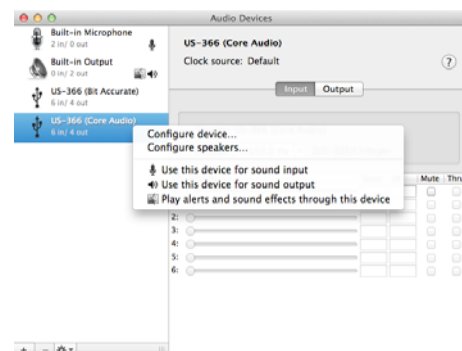 Audio Devices
Built-in Microphone
2 in/ 0 out
Built-in Output
0 in/ 2 out
US-366 (Bit Accurate)
6 in/ 4 out
US-366 (Core Audio)
6 in/ 4 out
US-366 (Core Audio)
Clock source: Default
?
Input Output
Configure device...
Configure speakers...
Use this device for sound input
Use this device for sound output
Play alerts and sound effects through this device
Mute Thru
2:
3:
4:
5:
6:
+ -